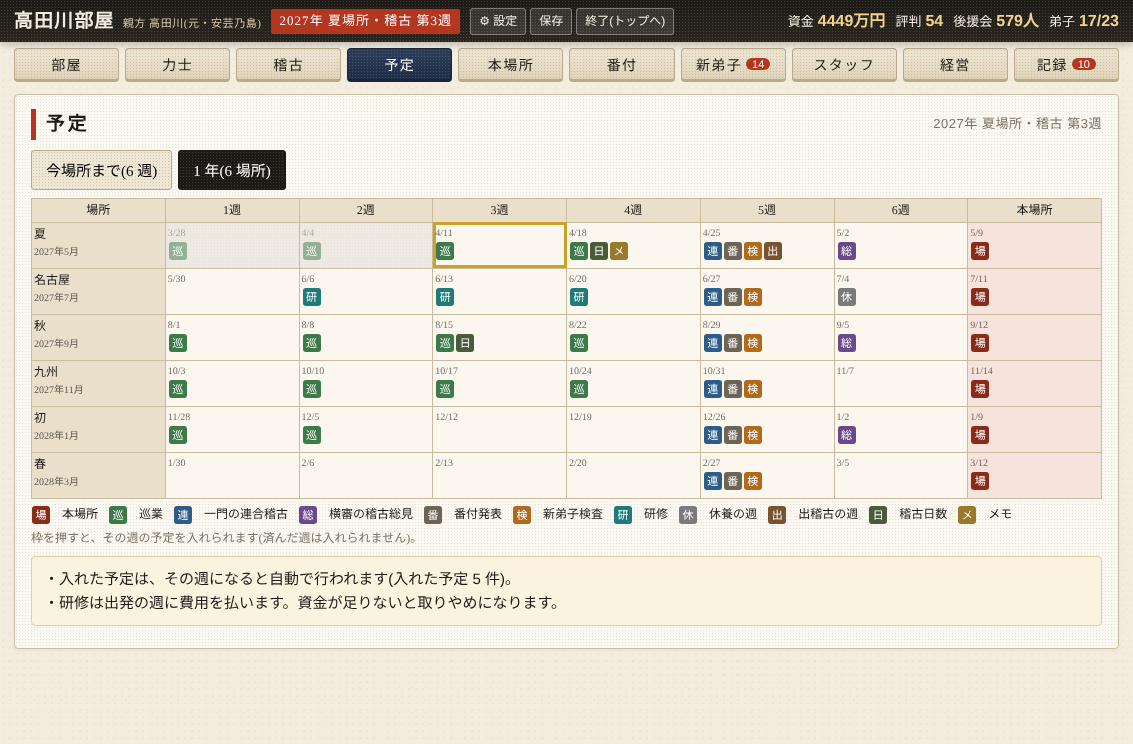 高田川部屋 親方 高田川(元・安芸乃島) 2027年 夏場所・稽古 第3週 ⚙ 設定 保存 終了(トップへ) 資金 4449万円 評判 54 後援会 579人 弟子 17/23
部屋 力士 稽古 予定 本場所 番付 新弟子 14 スタッフ 経営 記録 10
予定 2027年 夏場所・稽古 第3週
今場所まで(6 週) 1 年(6 場所)
場所 1週 2週 3週 4週 5週 6週 本場所
夏 3/28 4/4 4/11 4/18 4/25 5/2 5/9
2027年5月 巡 巡 巡 巡 日 メ 連 番 検 出 総 場
名古屋 5/30 6/6 6/13 6/20 6/27 7/4 7/11
2027年7月 研 研 研 連 番 検 休 場
秋 8/1 8/8 8/15 8/22 8/29 9/5 9/12
2027年9月 巡 巡 巡 日 巡 連 番 検 総 場
九州 10/3 10/10 10/17 10/24 10/31 11/7 11/14
2027年11月 巡 巡 巡 巡 連 番 検 場
初 11/28 12/5 12/12 12/19 12/26 1/2 1/9
2028年1月 巡 巡 連 番 検 総 場
春 1/30 2/6 2/13 2/20 2/27 3/5 3/12
2028年3月 連 番 検 場
場 本場所 巡 巡業 連 一門の連合稽古 総 横審の稽古総見 番 番付発表 検 新弟子検査 研 研修 休 休養の週 出 出稽古の週 日 稽古日数 メ メモ
枠を押すと、その週の予定を入れられます(済んだ週は入れられません)。
・入れた予定は、その週になると自動で行われます(入れた予定 5 件)。
・研修は出発の週に費用を払います。資金が足りないと取りやめになります。